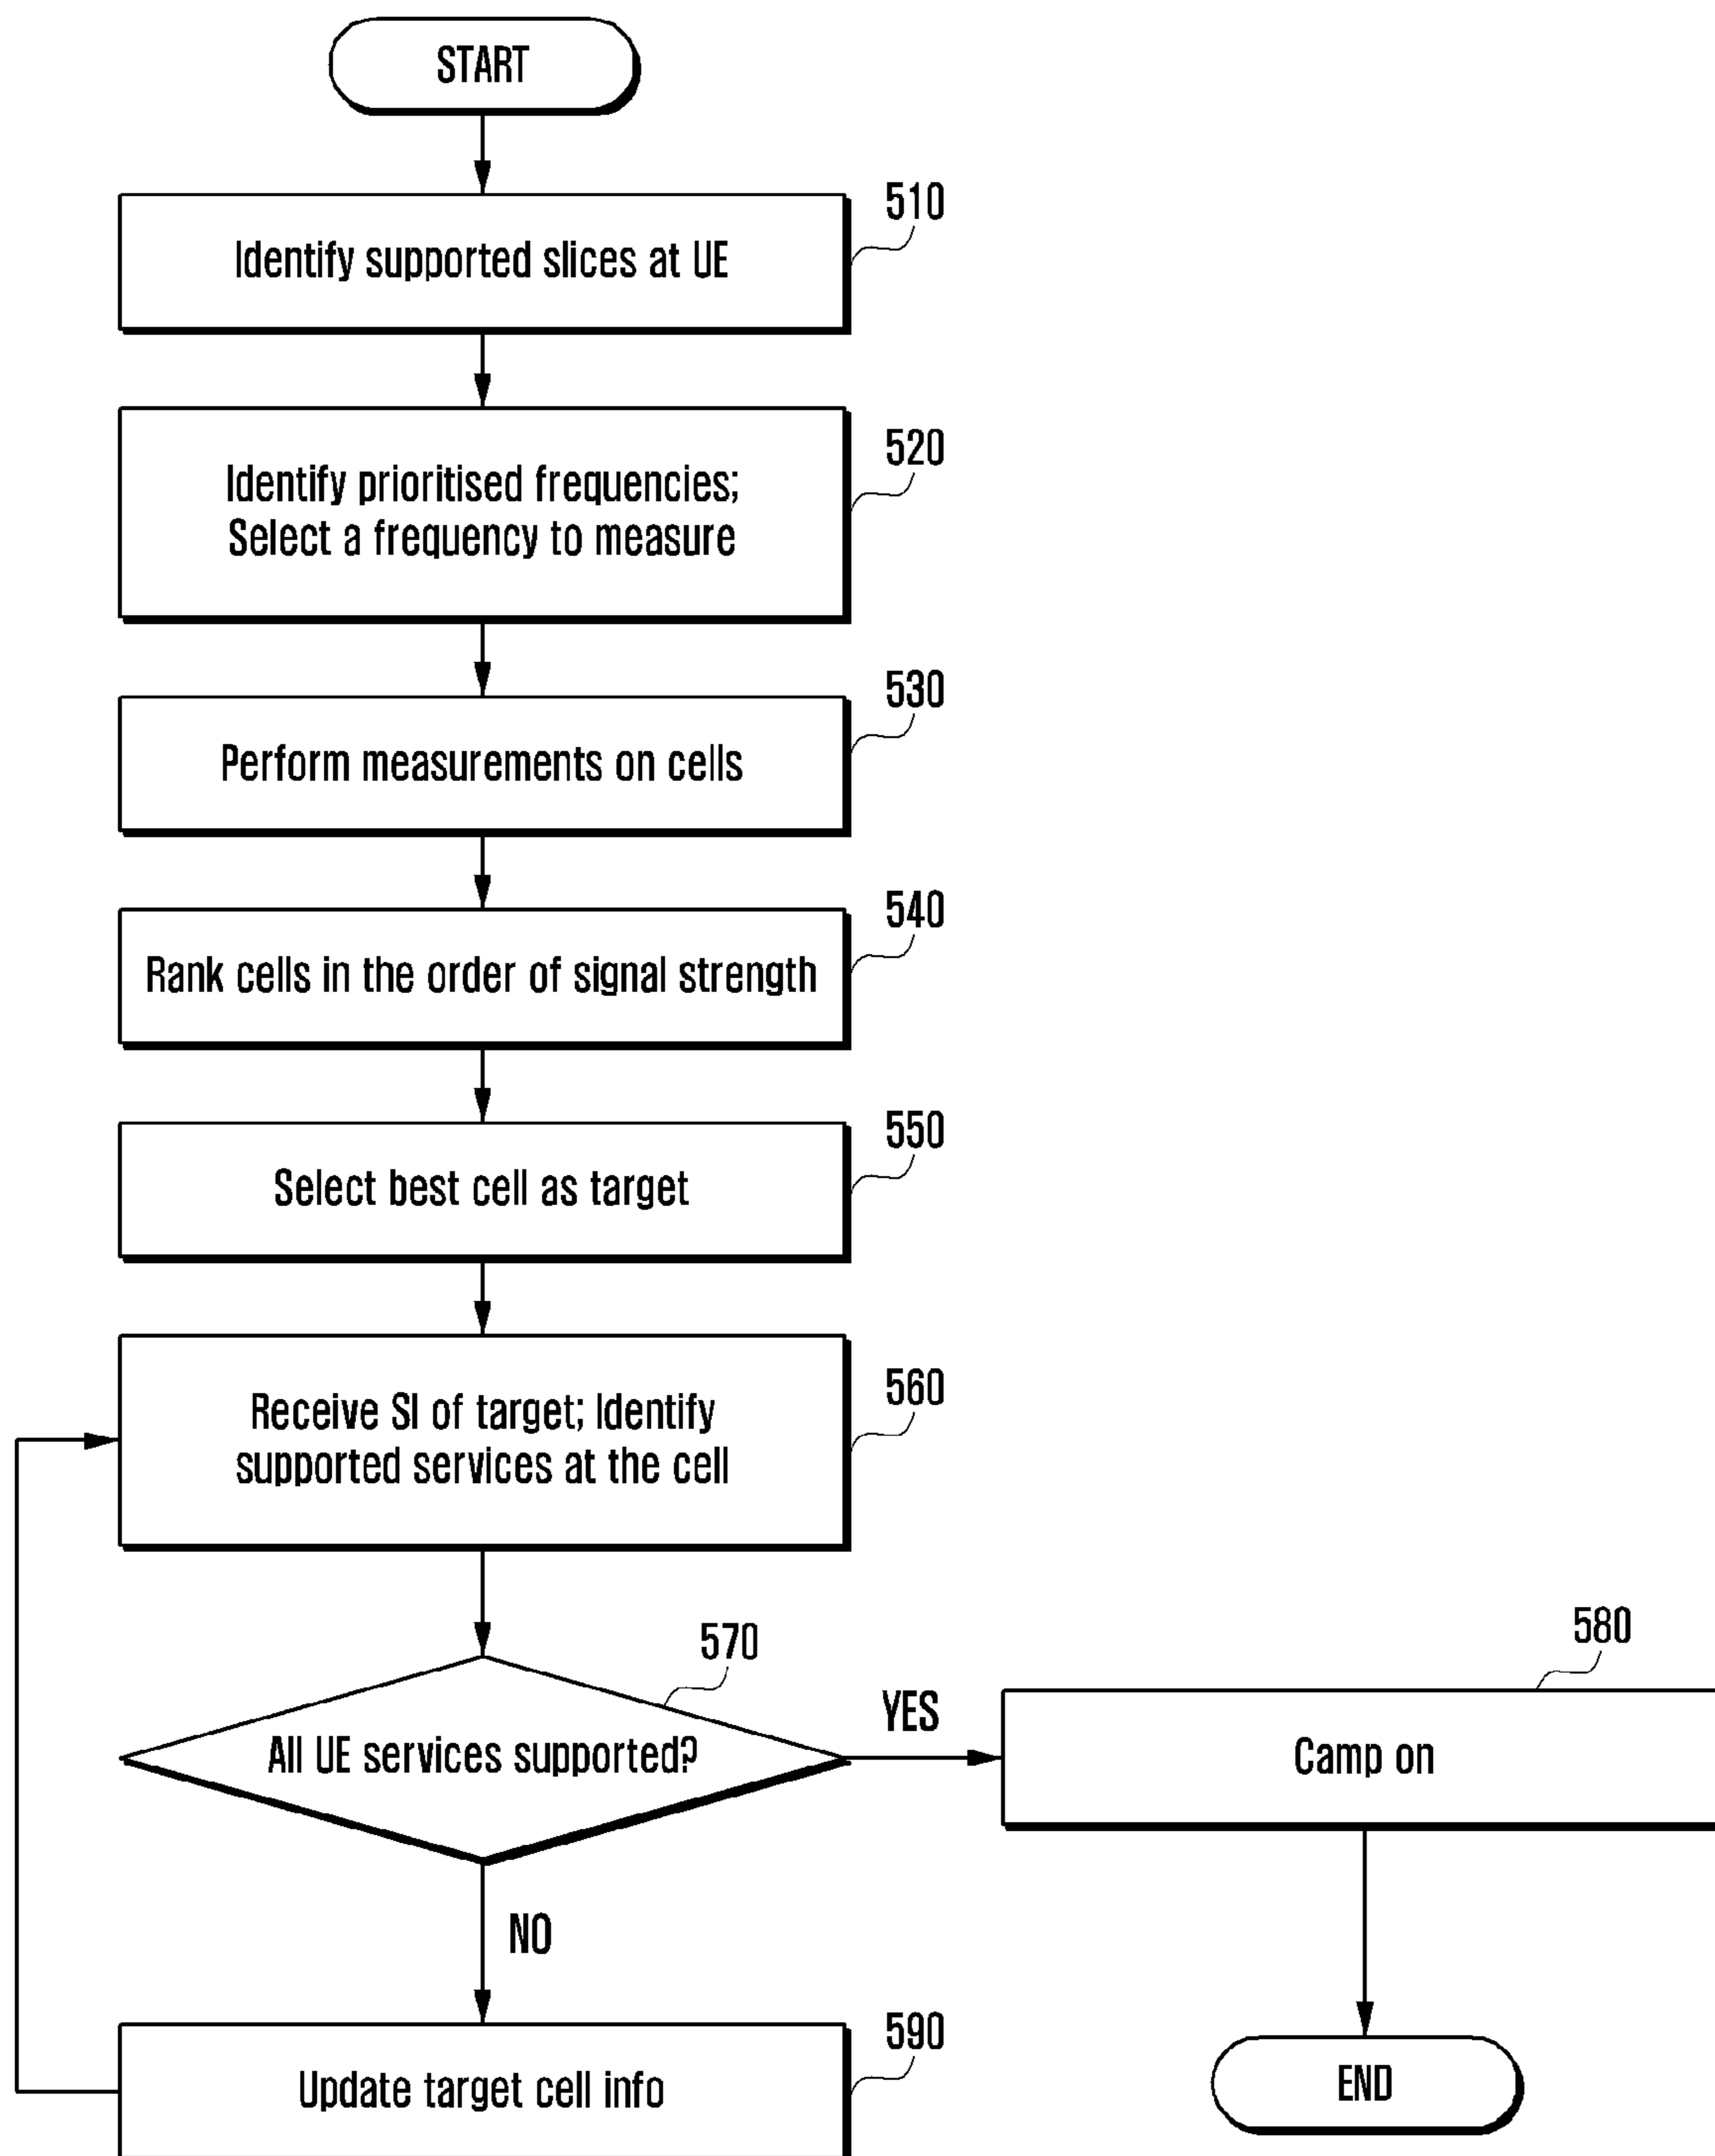 START
510
Identify supported slices at UE
520
Identify prioritised frequencies;
Select a frequency to measure
530
Perform measurements on cells
540
Rank cells in the order of signal strength
550
Select best cell as target
560
Receive SI of target; Identify
supported services at the cell
570
All UE services supported?
YES
580
Camp on
NO
590
Update target cell info
END